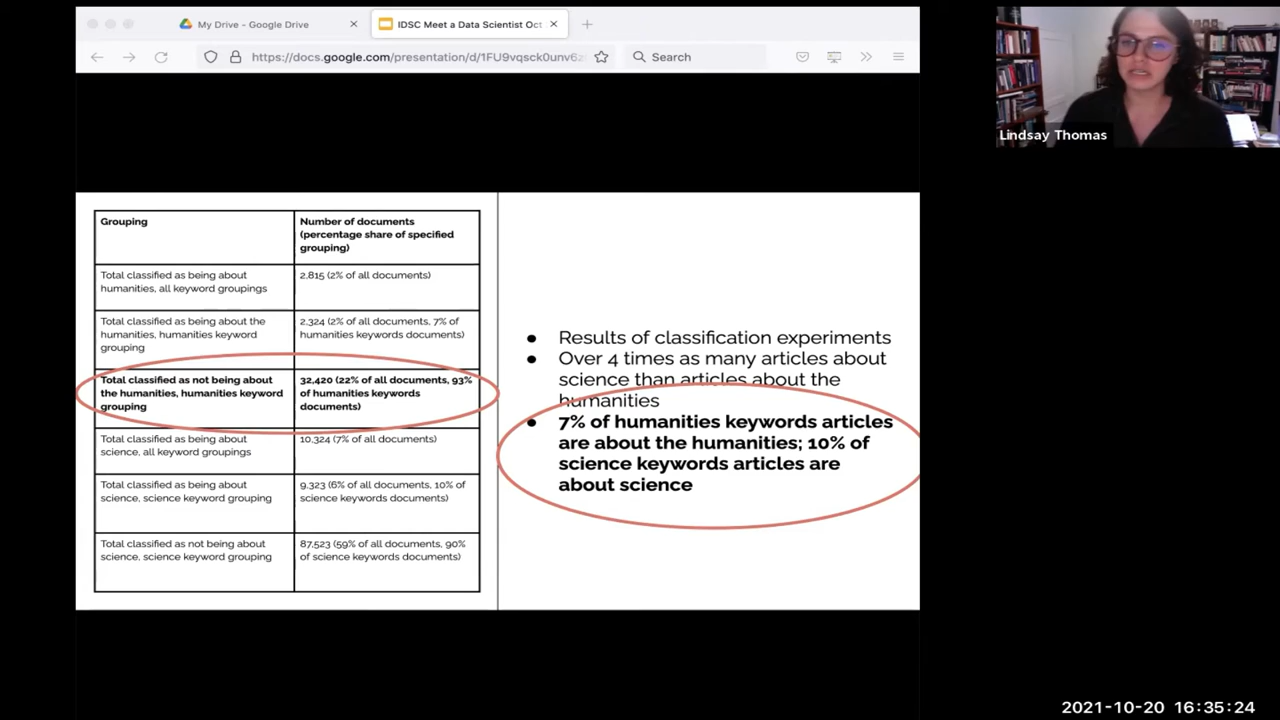 My Drive - Google Drive
IDSC Meet a Data Scientist Oct
https://docs.google.com/presentation/d/1FU9vqsck0unv6
Search
Lindsay Thomas
Grouping
Number of documents
(percentage share of specified
grouping)
Total classified as being about
humanities, all keyword groupings
2,815 (2% of all documents)
Total classified as being about the
humanities, humanities keyword
grouping
2,324 (2% of all documents, 7% of
humanities keywords documents)
Total classified as not being about
the humanities, humanities keyword
grouping
32,420 (22% of all documents, 93%
of humanities keywords
documents)
Total classified as being about
science, all keyword groupings
10,324 (7% of all documents)
Total classified as being about
science, science keyword grouping
9,323 (6% of all documents, 10% of
science keywords documents)
Total classified as not being about
science, science keyword grouping
87,523 (59% of all documents, 90%
of science keywords documents)
● Results of classification experiments
● Over 4 times as many articles about
science than articles about the
humanities
● 7% of humanities keywords articles
are about the humanities; 10% of
science keywords articles are
about science
2021-10-20 16:35:24